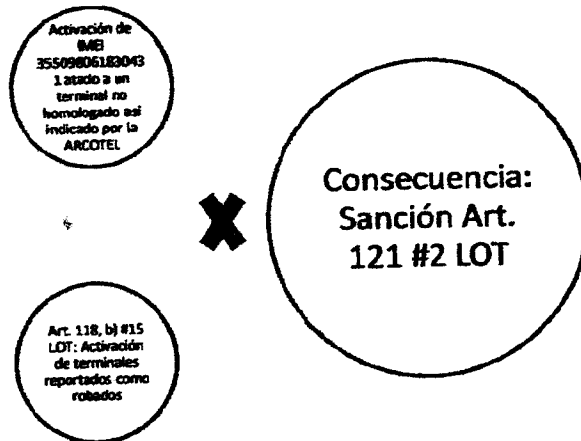 Activación de
IMEI
35509806183043
1 atado a un
terminal no
homologado así
indicado por la
ARCOTEL
Consecuencia:
Sanción Art.
121 #2 LOT
Art. 118, b) #15
LOT: Activación
de terminales
reportados como
robados